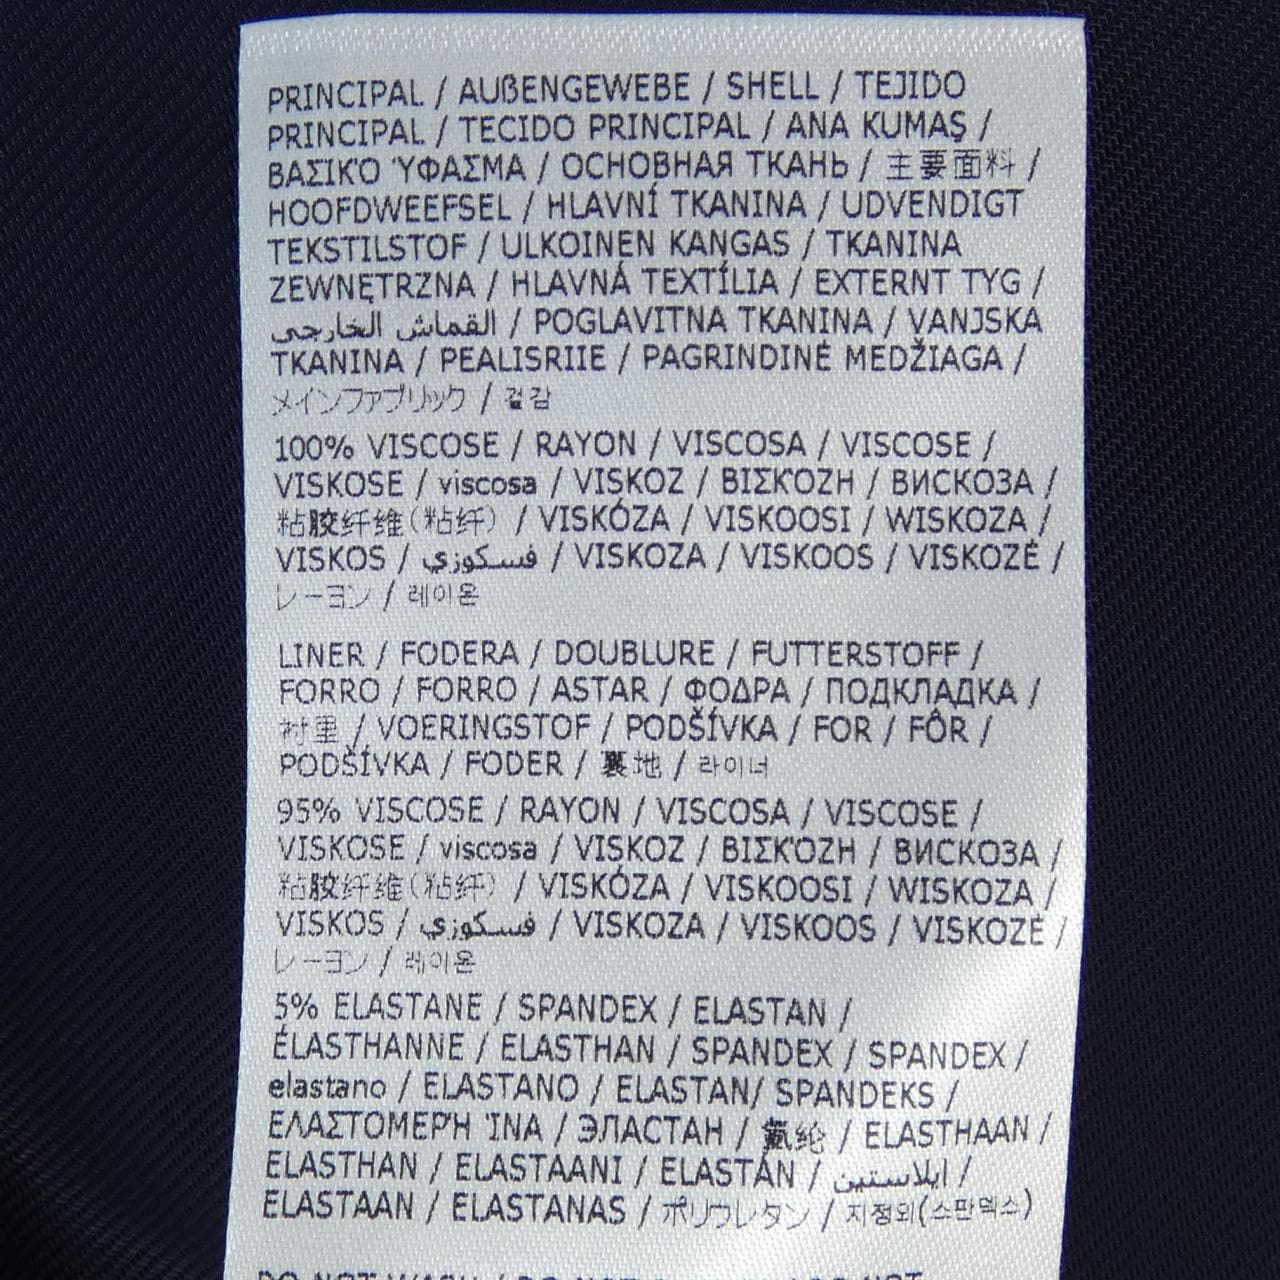 PRINCIPAL / AUßENGEWEBE / SHELL / TEJIDO
PRINCIPAL / TECIDO PRINCIPAL / ANA KUMAŞ /
ΒΑΣΙΚΌ ΎΦΑΣΜΑ / ОСНОВНАЯ ТКАНЬ / 主要面料 /
HOOFDWEEFSEL / HLAVNÍ TKANINA / UDVENDIGT
TEKSTILSTOF / ULKOINEN KANGAS / TKANINA
ZEWNĘTRZNA / HLAVNÁ TEXTÍLIA / EXTERNT TYG /
القماش الخارجي / POGLAVITNA TKANINA / VANJSKA
TKANINA / PEALISRIIE / PAGRINDINĖ MEDŽIAGA /
メインファブリック / 겉감
100% VISCOSE / RAYON / VISCOSA / VISCOSE /
VISKOSE / viscosa / VISKOZ / ΒΙΣΚΌΖΗ / ВИСКОЗА /
粘胶纤维(粘纤) / VISKÓZA / VISKOOSI / WISKOZA /
VISKOS / فسكوزي / VISKOZA / VISKOOS / VISKOZĖ /
レーヨン / 레이온
LINER / FODERA / DOUBLURE / FUTTERSTOFF /
FORRO / FORRO / ASTAR / ΦΟΔΡΑ / ПОДКЛАДКА /
衬里 / VOERINGSTOF / PODŠÍVKA / FOR / FÔR /
PODŠÍVKA / FODER / 裏地 / 라이너
95% VISCOSE / RAYON / VISCOSA / VISCOSE /
VISKOSE / viscosa / VISKOZ / ΒΙΣΚΌΖΗ / ВИСКОЗА /
粘胶纤维(粘纤) / VISKÓZA / VISKOOSI / WISKOZA /
VISKOS / فسكوزي / VISKOZA / VISKOOS / VISKOZĖ /
レーヨン / 레이온
5% ELASTANE / SPANDEX / ELASTAN /
ÉLASTHANNE / ELASTHAN / SPANDEX / SPANDEX /
elastano / ELASTANO / ELASTAN/ SPANDEKS /
ΕΛΑΣΤΟΜΕΡΉ ΊΝΑ / ЭЛАСТАН / 氨纶 / ELASTHAAN /
ELASTHAN / ELASTAANI / ELASTÁN / ايلاستين /
ELASTAAN / ELASTANAS / ポリウレタン / 지정외(스판덱스)